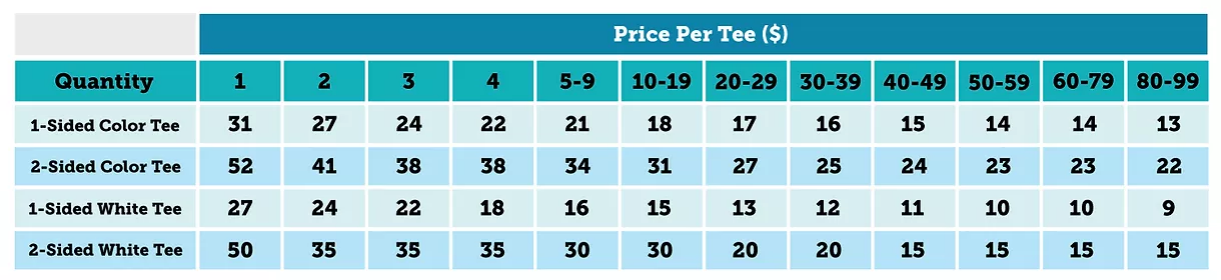 Price Per Tee ($)
Quantity 1 2 3 4 5-9 10-19 20-29 30-39 40-49 50-59 60-79 80-99
1-Sided Color Tee 31 27 24 22 21 18 17 16 15 14 14 13
2-Sided Color Tee 52 41 38 38 34 31 27 25 24 23 23 22
1-Sided White Tee 27 24 22 18 16 15 13 12 11 10 10 9
2-Sided White Tee 50 35 35 35 30 30 20 20 15 15 15 15